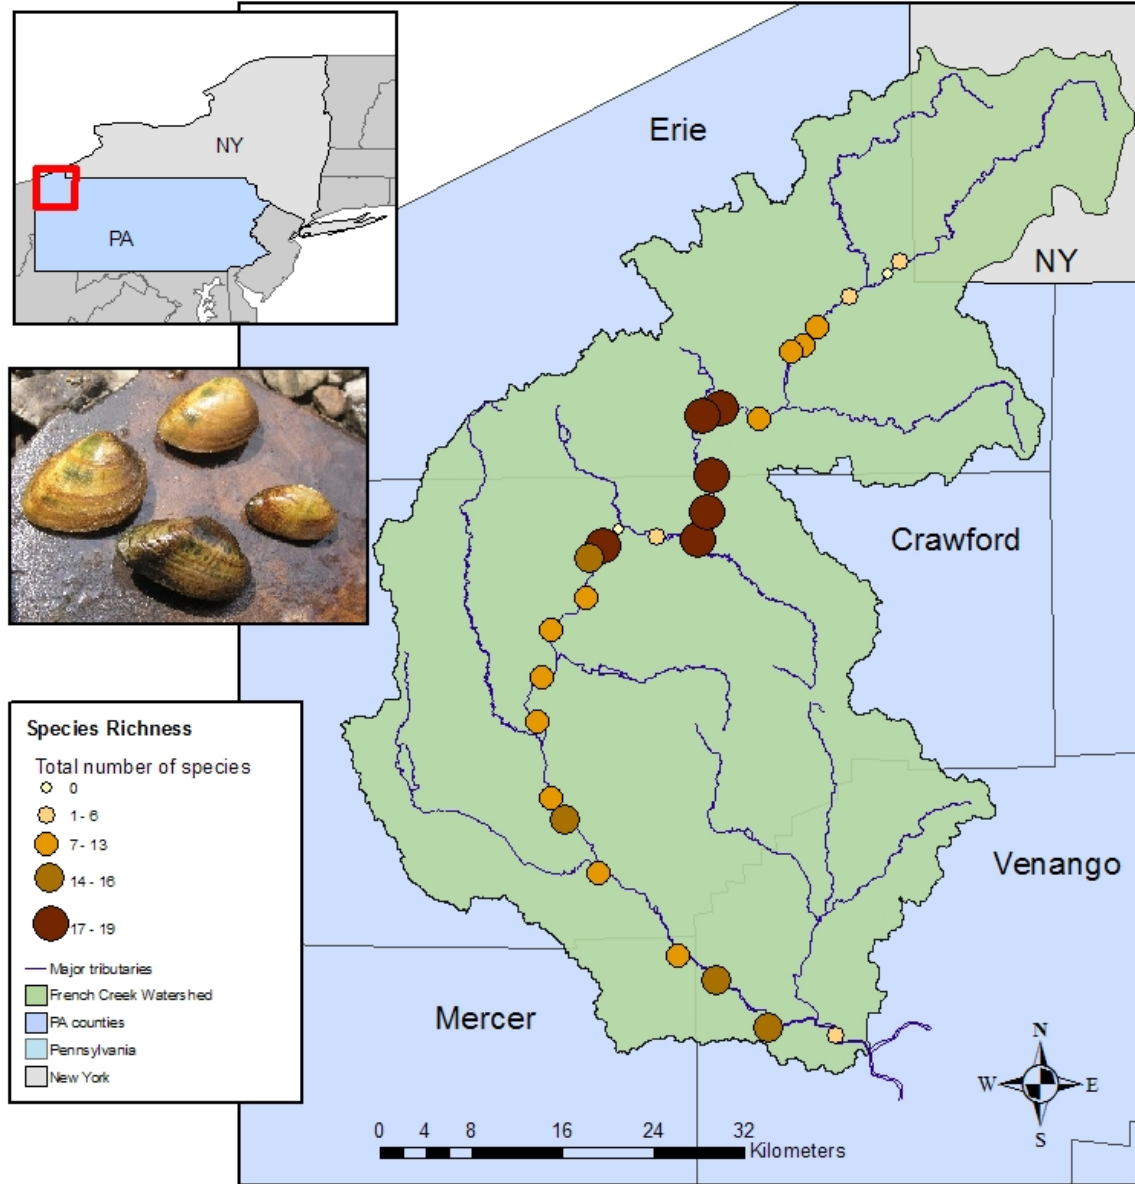 NY
PA
Erie
NY
Crawford
Venango
Mercer
Species Richness
Total number of species
0
1 - 6
7 - 13
14 - 16
17 - 19
Major tributaries
French Creek Watershed
PA counties
Pennsylvania
New York
0 4 8 16 24 32
Kilometers
N
W E
S